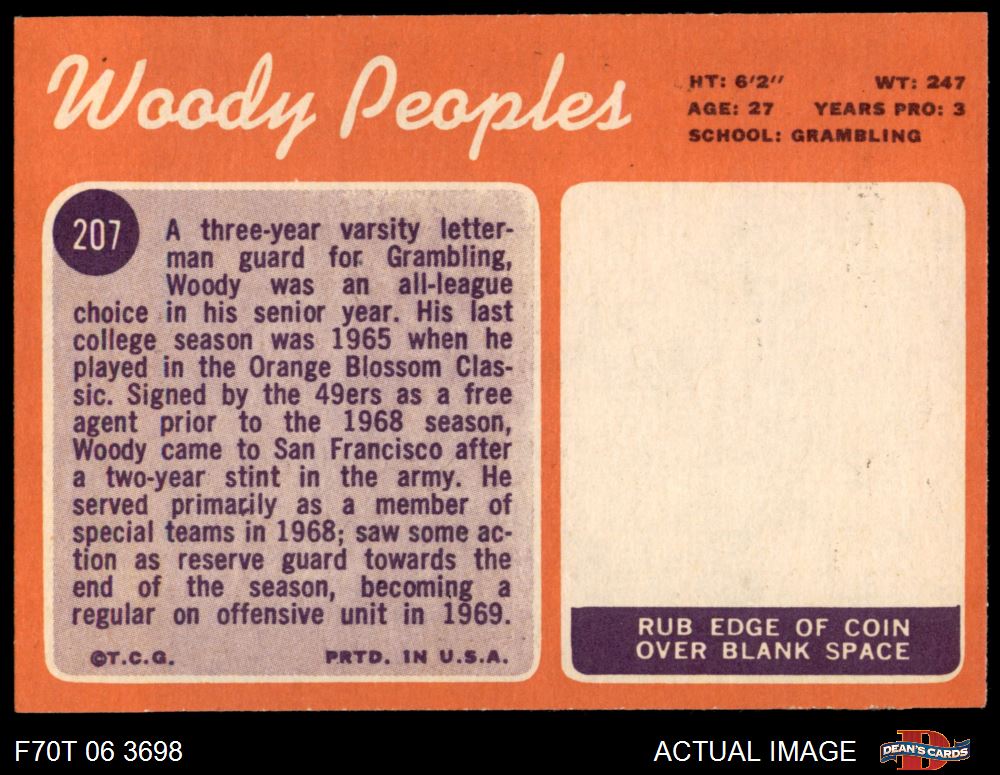 Woody Peoples
HT: 6'2" WT: 247
AGE: 27 YEARS PRO: 3
SCHOOL: GRAMBLING
207
A three-year varsity letter-
man guard for Grambling,
Woody was an all-league
choice in his senior year. His last
college season was 1965 when he
played in the Orange Blossom Clas-
sic. Signed by the 49ers as a free
agent prior to the 1968 season,
Woody came to San Francisco after
a two-year stint in the army. He
served primarily as a member of
special teams in 1968; saw some ac-
tion as reserve guard towards the
end of the season, becoming a
regular on offensive unit in 1969.
©T.C.G. PRTD. IN U.S.A.
RUB EDGE OF COIN
OVER BLANK SPACE
F70T 06 3698
ACTUAL IMAGE
DEAN'S CARDS